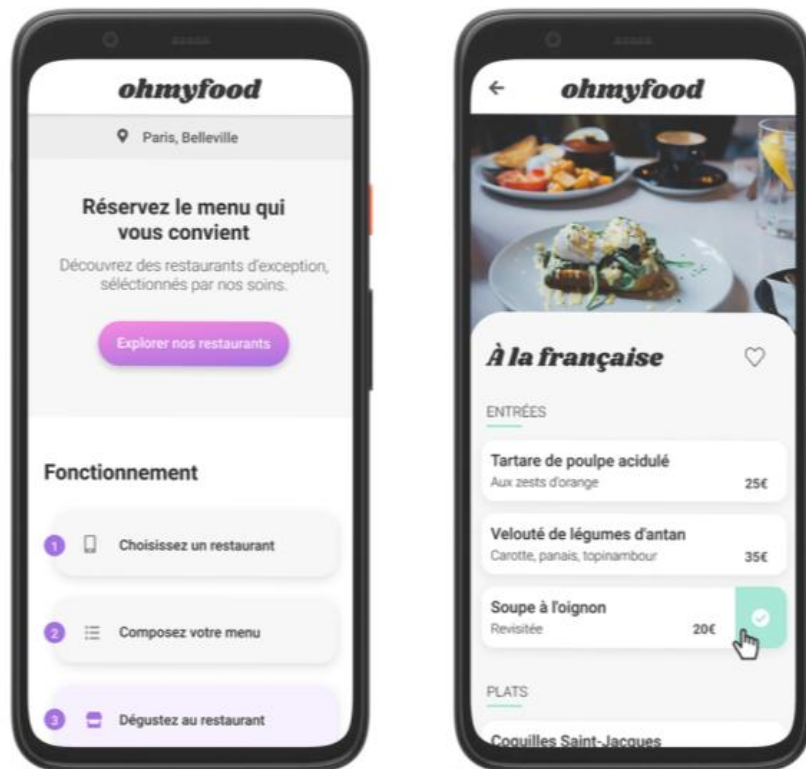 ohmyfood
Paris, Belleville
Réservez le menu qui
vous convient
Découvrez des restaurants d'exception,
séléctionnés par nos soins.
Explorer nos restaurants
Fonctionnement
1 Choisissez un restaurant
2 Composez votre menu
3 Dégustez au restaurant
ohmyfood
À la française
ENTRÉES
Tartare de poulpe acidulé
Aux zests d'orange 25€
Velouté de légumes d'antan
Carotte, panais, topinambour 35€
Soupe à l'oignon
Revisitée 20€
PLATS
Coquilles Saint-Jacques